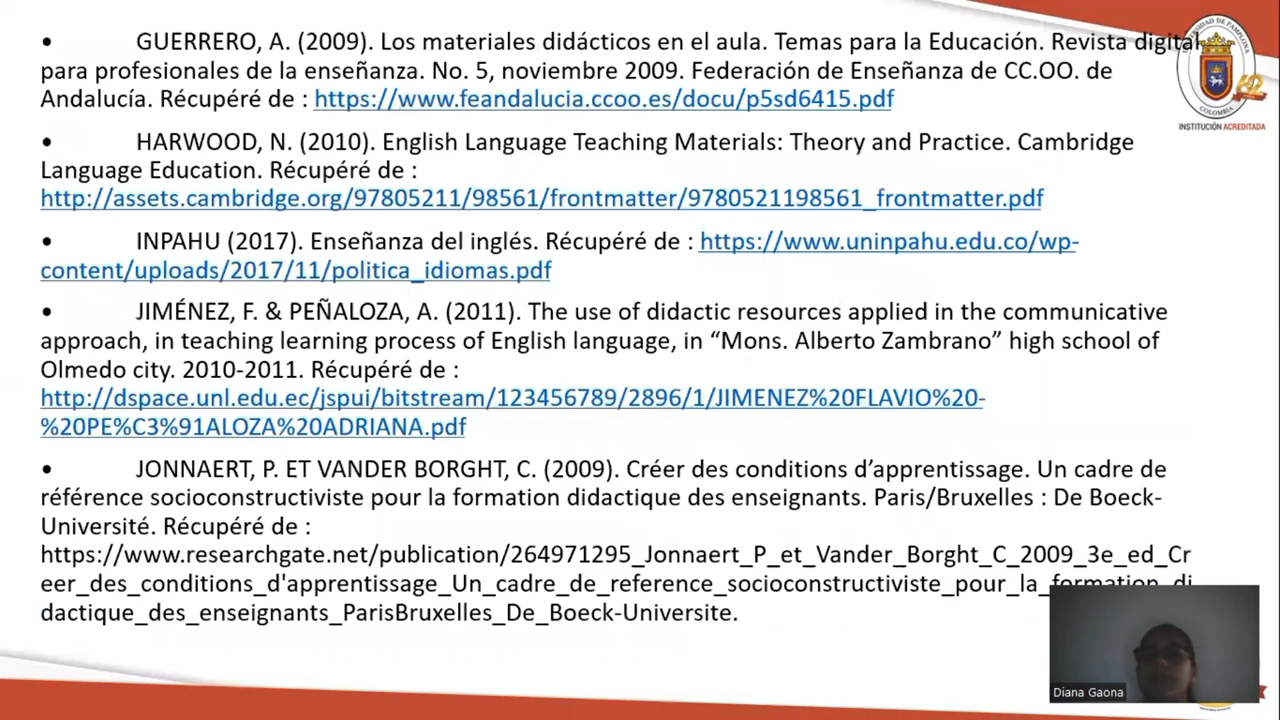 • GUERRERO, A. (2009). Los materiales didácticos en el aula. Temas para la Educación. Revista digital
para profesionales de la enseñanza. No. 5, noviembre 2009. Federación de Enseñanza de CC.OO. de
Andalucía. Récupéré de : https://www.feandalucia.ccoo.es/docu/p5sd6415.pdf
• HARWOOD, N. (2010). English Language Teaching Materials: Theory and Practice. Cambridge
Language Education. Récupéré de :
http://assets.cambridge.org/97805211/98561/frontmatter/9780521198561_frontmatter.pdf
• INPAHU (2017). Enseñanza del inglés. Récupéré de : https://www.uninpahu.edu.co/wp-
content/uploads/2017/11/politica_idiomas.pdf
• JIMÉNEZ, F. & PEÑALOZA, A. (2011). The use of didactic resources applied in the communicative
approach, in teaching learning process of English language, in “Mons. Alberto Zambrano” high school of
Olmedo city. 2010-2011. Récupéré de :
http://dspace.unl.edu.ec/jspui/bitstream/123456789/2896/1/JIMENEZ%20FLAVIO%20-
%20PE%C3%91ALOZA%20ADRIANA.pdf
• JONNAERT, P. ET VANDER BORGHT, C. (2009). Créer des conditions d’apprentissage. Un cadre de
référence socioconstructiviste pour la formation didactique des enseignants. Paris/Bruxelles : De Boeck-
Université. Récupéré de :
https://www.researchgate.net/publication/264971295_Jonnaert_P_et_Vander_Borght_C_2009_3e_ed_Cr
eer_des_conditions_d'apprentissage_Un_cadre_de_reference_socioconstructiviste_pour_la_formation_di
dactique_des_enseignants_ParisBruxelles_De_Boeck-Universite.
UNIVERSIDAD DE PAMPLONA
COLOMBIA
INSTITUCIÓN ACREDITADA
Diana Gaona